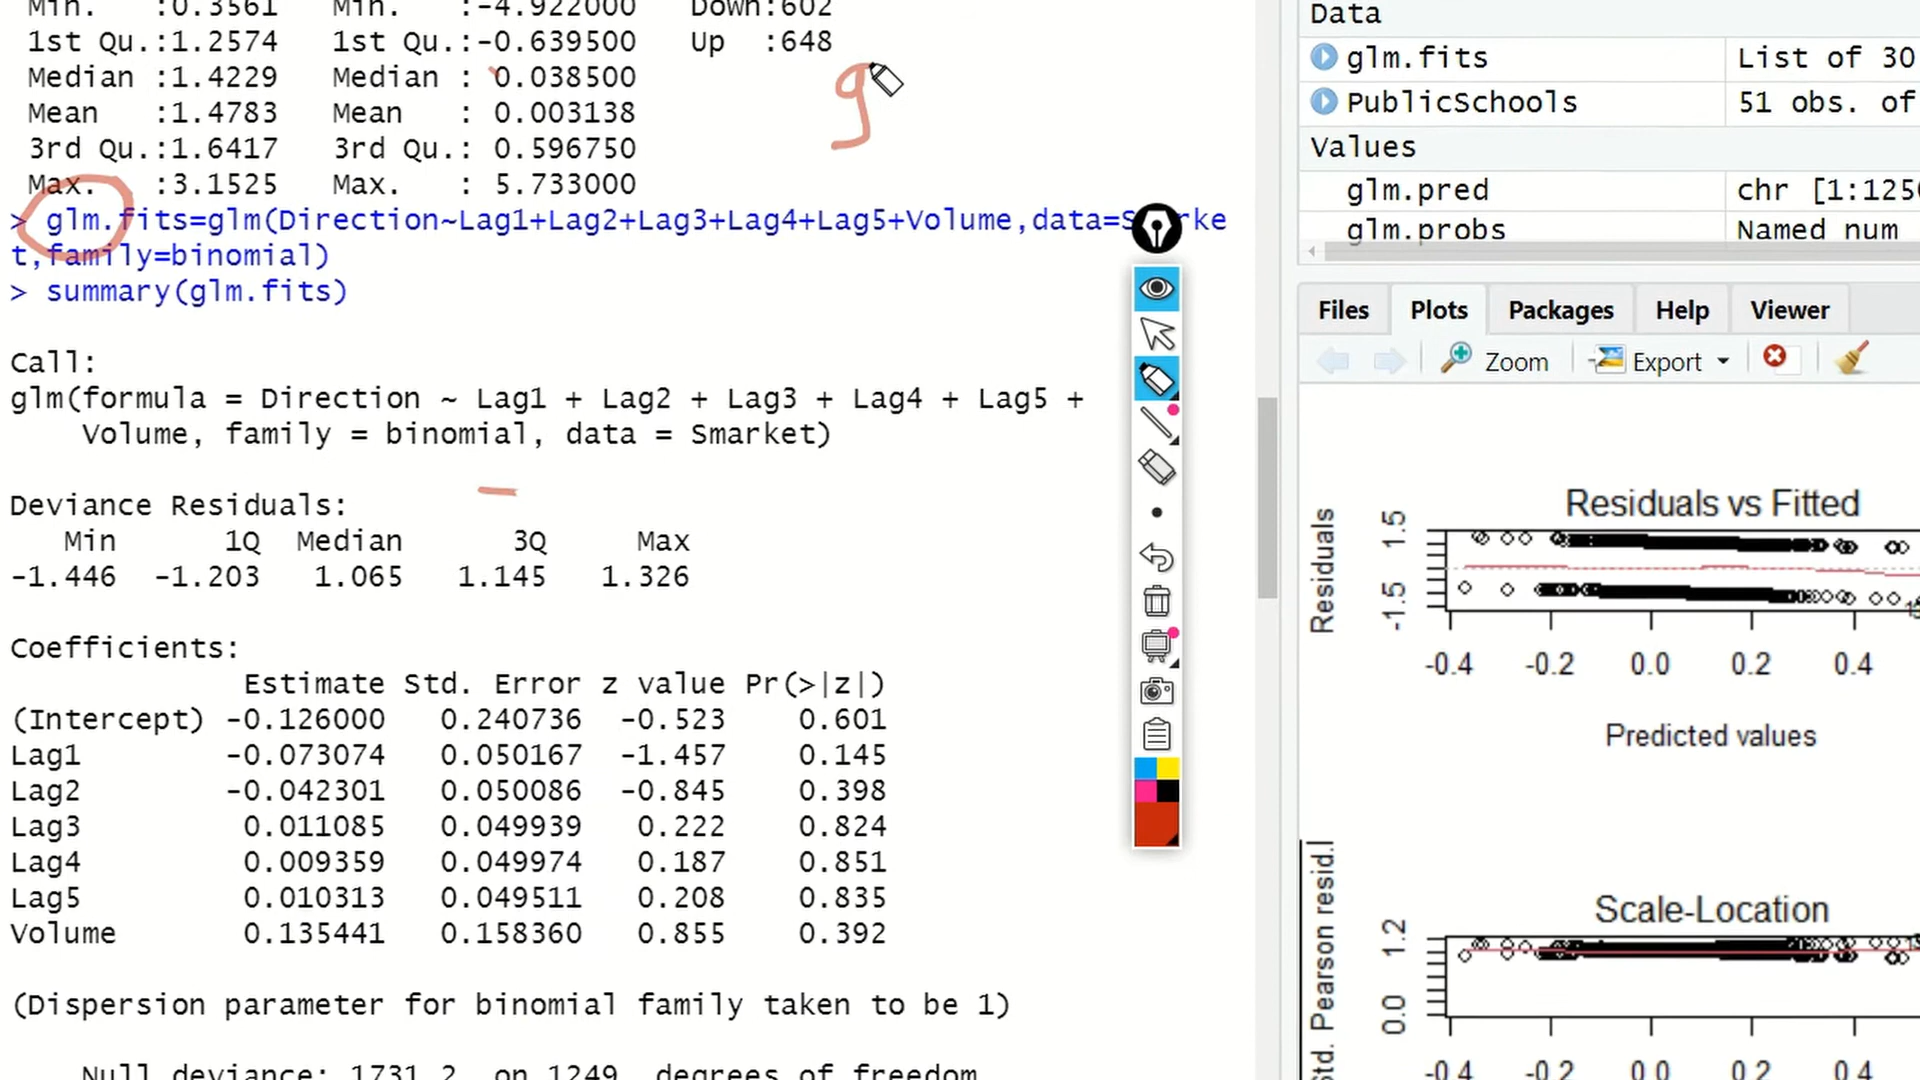 Min. :0.3561 Min. :-4.922000 Down:602
1st Qu.:1.2574 1st Qu.:-0.639500 Up :648
Median :1.4229 Median : 0.038500
Mean :1.4783 Mean : 0.003138
3rd Qu.:1.6417 3rd Qu.: 0.596750
Max. :3.1525 Max. : 5.733000
g
> glm.fits=glm(Direction~Lag1+Lag2+Lag3+Lag4+Lag5+Volume,data=Smarke
t,family=binomial)
> summary(glm.fits)
Call:
glm(formula = Direction ~ Lag1 + Lag2 + Lag3 + Lag4 + Lag5 +
Volume, family = binomial, data = Smarket)
Deviance Residuals:
Min 1Q Median 3Q Max
-1.446 -1.203 1.065 1.145 1.326
Coefficients:
Estimate Std. Error z value Pr(>|z|)
(Intercept) -0.126000 0.240736 -0.523 0.601
Lag1 -0.073074 0.050167 -1.457 0.145
Lag2 -0.042301 0.050086 -0.845 0.398
Lag3 0.011085 0.049939 0.222 0.824
Lag4 0.009359 0.049974 0.187 0.851
Lag5 0.010313 0.049511 0.208 0.835
Volume 0.135441 0.158360 0.855 0.392
(Dispersion parameter for binomial family taken to be 1)
Null deviance: 1731.2 on 1249 degrees of freedom
Data
glm.fits List of 30
PublicSchools 51 obs. of
Values
glm.pred chr [1:1250
glm.probs Named num
Files Plots Packages Help Viewer
Zoom Export
Residuals vs Fitted
Residuals
1.5
-1.5
-0.4 -0.2 0.0 0.2 0.4
Predicted values
Scale-Location
Std. Pearson resid.
1.2
0.0
-0.4 -0.2 0.0 0.2 0.4